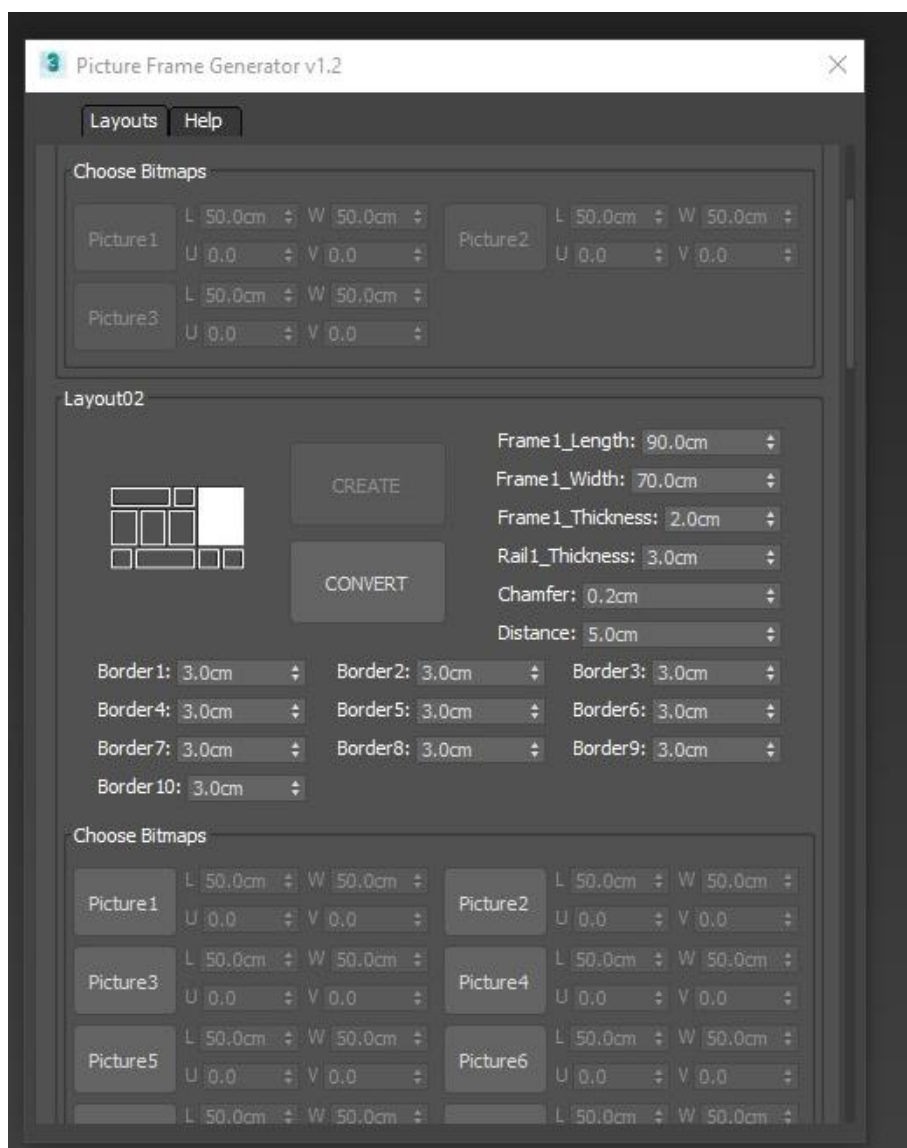 3 Picture Frame Generator v1.2
Layouts Help
Choose Bitmaps
Picture1 L 50.0cm W 50.0cm Picture2 L 50.0cm W 50.0cm
U 0.0 V 0.0 U 0.0 V 0.0
Picture3 L 50.0cm W 50.0cm
U 0.0 V 0.0
Layout02
CREATE
CONVERT
Frame1_Length: 90.0cm
Frame1_Width: 70.0cm
Frame1_Thickness: 2.0cm
Rail1_Thickness: 3.0cm
Chamfer: 0.2cm
Distance: 5.0cm
Border1: 3.0cm Border2: 3.0cm Border3: 3.0cm
Border4: 3.0cm Border5: 3.0cm Border6: 3.0cm
Border7: 3.0cm Border8: 3.0cm Border9: 3.0cm
Border10: 3.0cm
Choose Bitmaps
Picture1 L 50.0cm W 50.0cm Picture2 L 50.0cm W 50.0cm
U 0.0 V 0.0 U 0.0 V 0.0
Picture3 L 50.0cm W 50.0cm Picture4 L 50.0cm W 50.0cm
U 0.0 V 0.0 U 0.0 V 0.0
Picture5 L 50.0cm W 50.0cm Picture6 L 50.0cm W 50.0cm
U 0.0 V 0.0 U 0.0 V 0.0
L 50.0cm W 50.0cm L 50.0cm W 50.0cm